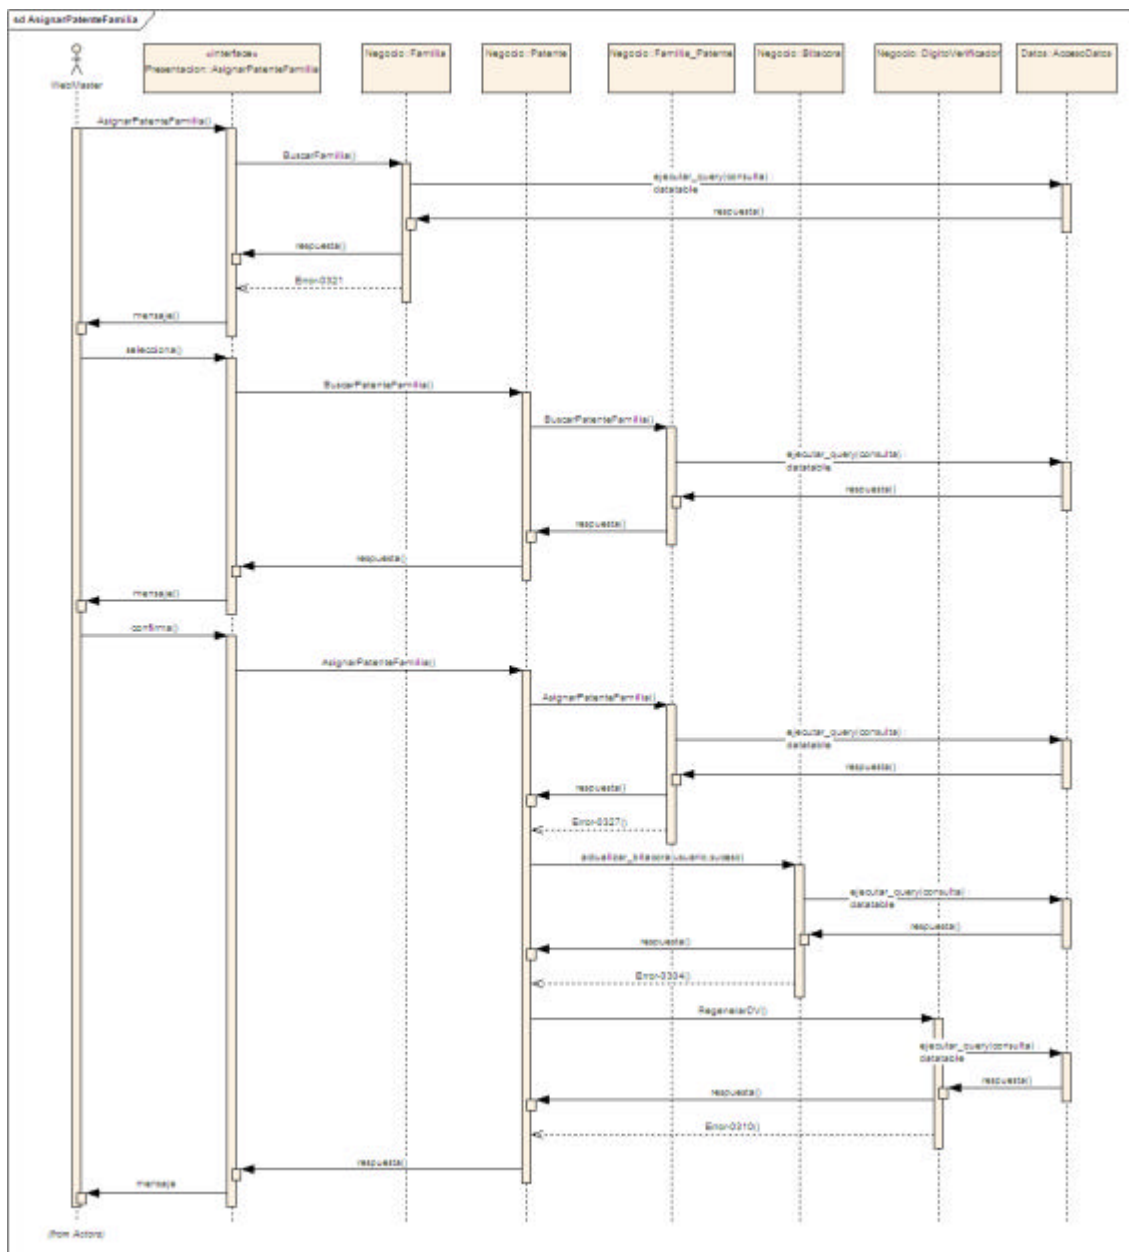 sd AsignarPatenteFamilia
WebMaster
«interface»
Presentacion::AsignarPatenteFamilia
Negocio::Familia
Negocio::Patente
Negocio::Familia_Patente
Negocio::Bitacora
Negocio::DigitoVerificador
Datos::AccesoDatos
AsignarPatenteFamilia()
BuscarFamilia()
ejecutar_query(consulta) :
datatable
respuesta()
respuesta()
Error-0321
mensaje()
selecciona()
BuscarPatenteFamilia()
BuscarPatenteFamilia()
ejecutar_query(consulta) :
datatable
respuesta()
respuesta()
respuesta()
mensaje()
confirma()
AsignarPatenteFamilia()
AsignarPatenteFamilia()
ejecutar_query(consulta) :
datatable
respuesta()
respuesta()
Error-0327()
actualizar_bitacora(usuario,suceso)
ejecutar_query(consulta) :
datatable
respuesta()
respuesta()
Error-0304()
RegenerarDV()
ejecutar_query(consulta) :
datatable
respuesta()
respuesta()
Error-0310()
respuesta()
mensaje
(from Actors)